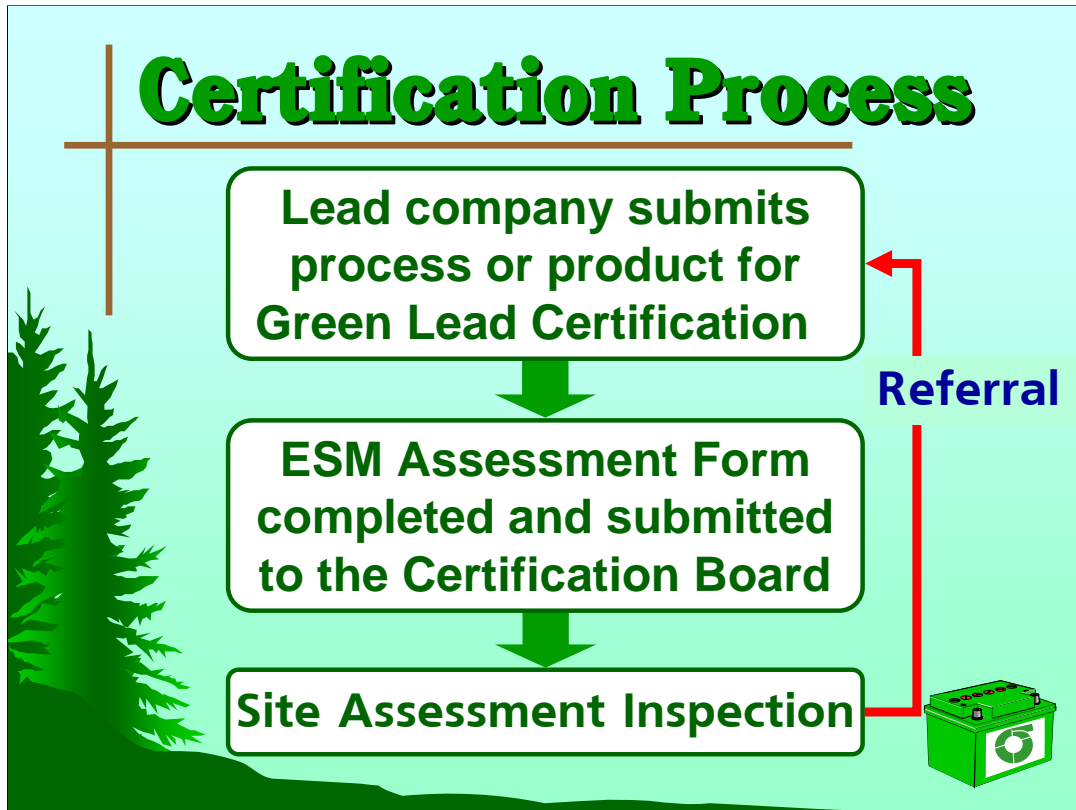 Certification Process
Lead company submits
process or product for
Green Lead Certification
Referral
ESM Assessment Form
completed and submitted
to the Certification Board
Site Assessment Inspection